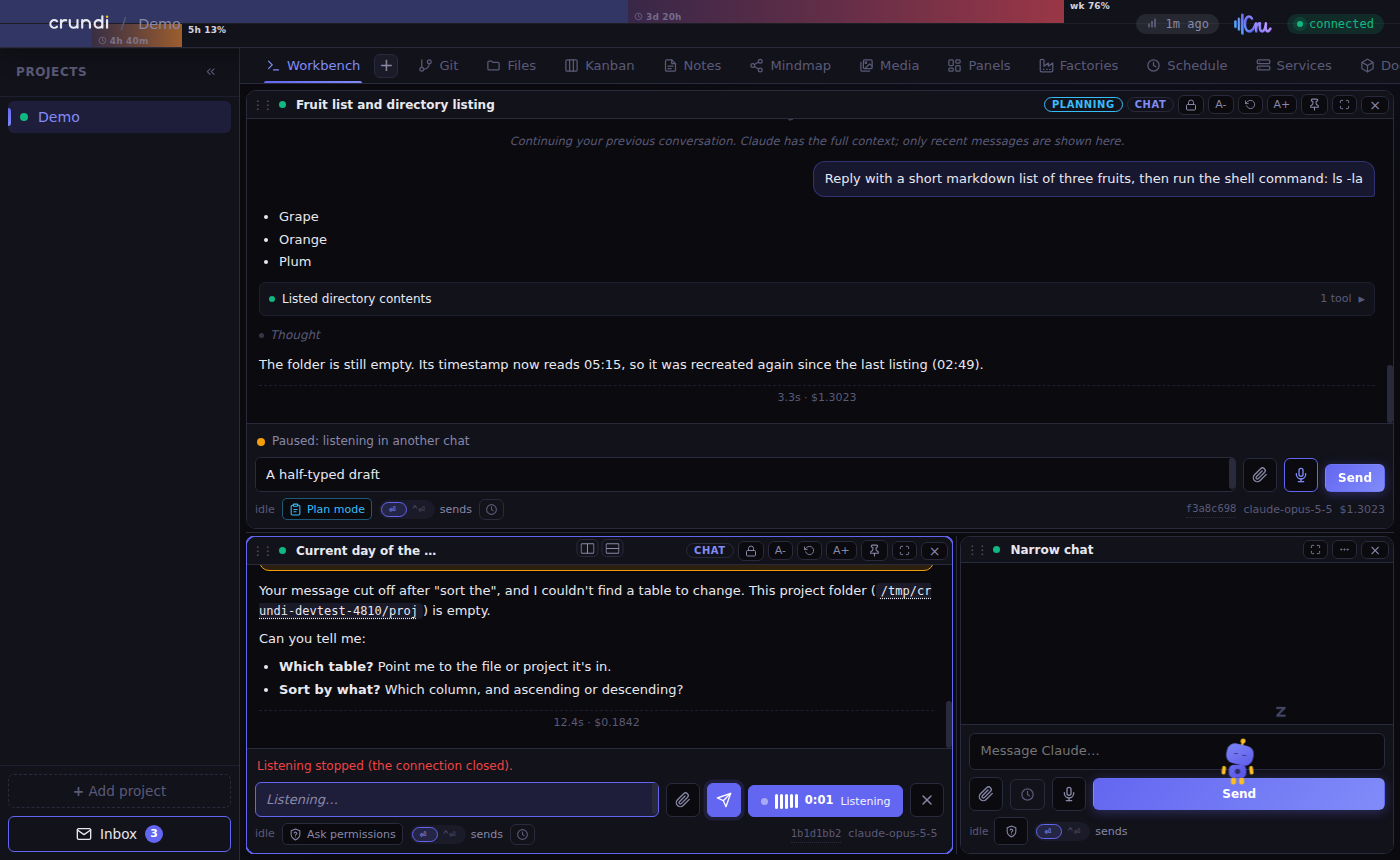 crundi / Demo
3d 20h
wk 76%
4h 40m
5h 13%
1m ago
Cru
connected
PROJECTS «
Demo
Workbench + Git Files Kanban Notes Mindmap Media Panels Factories Schedule Services Do
Fruit list and directory listing
PLANNING CHAT A- A+ ×
Continuing your previous conversation. Claude has the full context; only recent messages are shown here.
Reply with a short markdown list of three fruits, then run the shell command: ls -la
• Grape
• Orange
• Plum
Listed directory contents 1 tool ▸
Thought
The folder is still empty. Its timestamp now reads 05:15, so it was recreated again since the last listing (02:49).
3.3s · $1.3023
Paused: listening in another chat
A half-typed draft
Send
idle Plan mode ⏎ ^⏎ sends f3a8c698 claude-opus-5-5 $1.3023
Current day of the …
CHAT A- A+ ×
Your message cut off after "sort the", and I couldn't find a table to change. This project folder ( /tmp/cr
undi-devtest-4810/proj ) is empty.
Can you tell me:
• Which table? Point me to the file or project it's in.
• Sort by what? Which column, and ascending or descending?
12.4s · $0.1842
Listening stopped (the connection closed).
Listening…
0:01 Listening ×
idle Ask permissions ⏎ ^⏎ sends 1b1d1bb2 claude-opus-5-5
Narrow chat ··· ×
z
Message Claude…
Send
idle ⏎ ^⏎ sends
+ Add project
Inbox 3